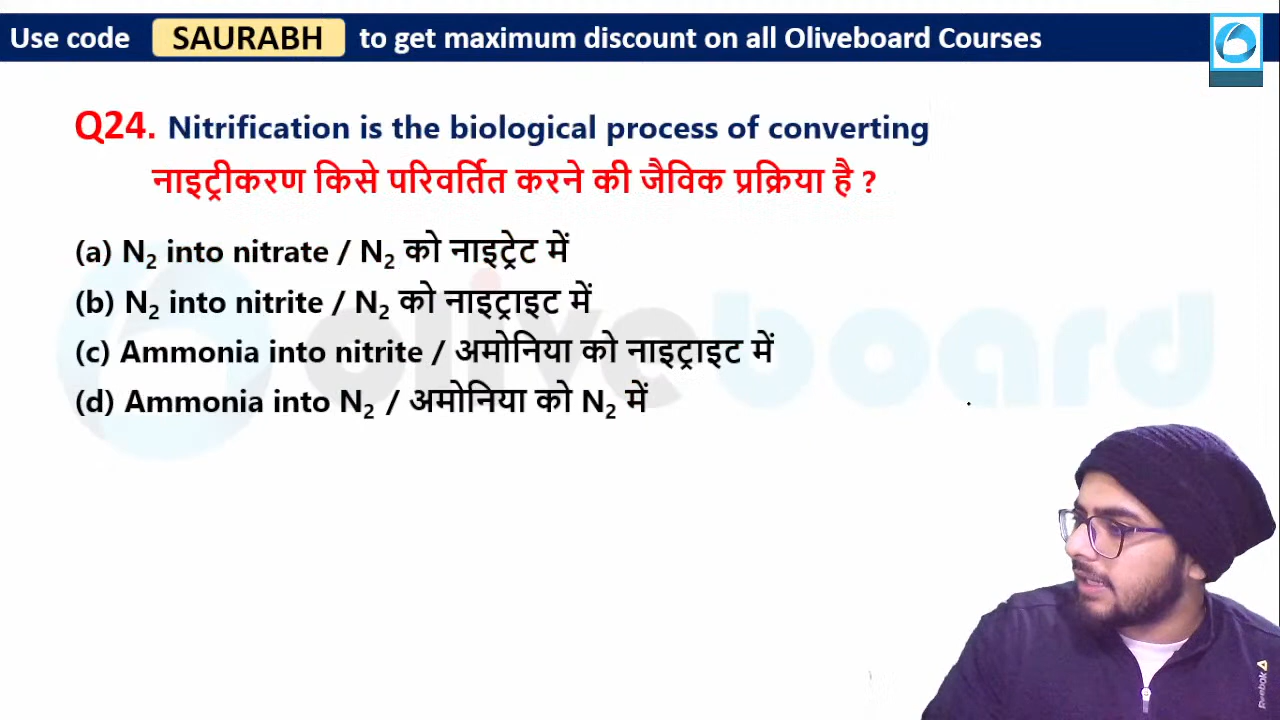 Use code SAURABH to get maximum discount on all Oliveboard Courses
Q24. Nitrification is the biological process of converting
नाइट्रीकरण किसे परिवर्तित करने की जैविक प्रक्रिया है ?
(a) N₂ into nitrate / N₂ को नाइट्रेट में
(b) N₂ into nitrite / N₂ को नाइट्राइट में
(c) Ammonia into nitrite / अमोनिया को नाइट्राइट में
(d) Ammonia into N₂ / अमोनिया को N₂ में
oliveboard
Reebok